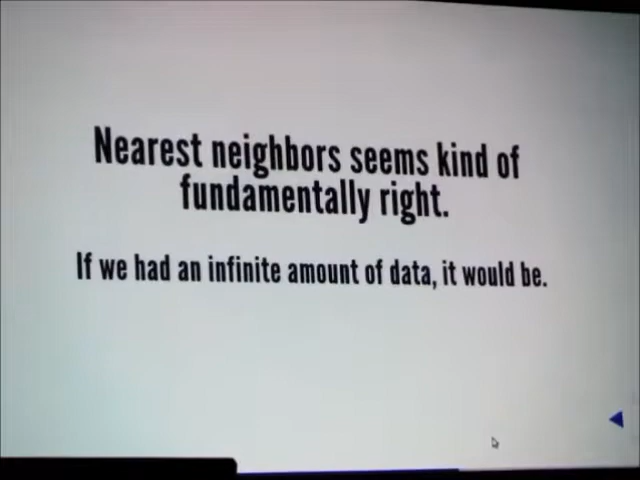 Nearest neighbors seems kind of
fundamentally right.
If we had an infinite amount of data, it would be.